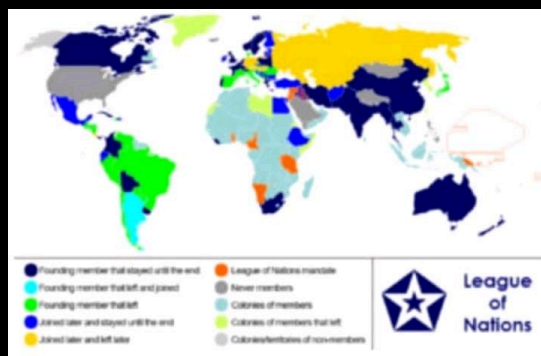 Founding member that stayed until the end
Founding member that left and joined
Founding member that left
Joined later and stayed until the end
Joined later and left later
League of Nations mandate
Never members
Colonies of members
Colonies of members that left
Colonies/territories of non-members
League
of
Nations